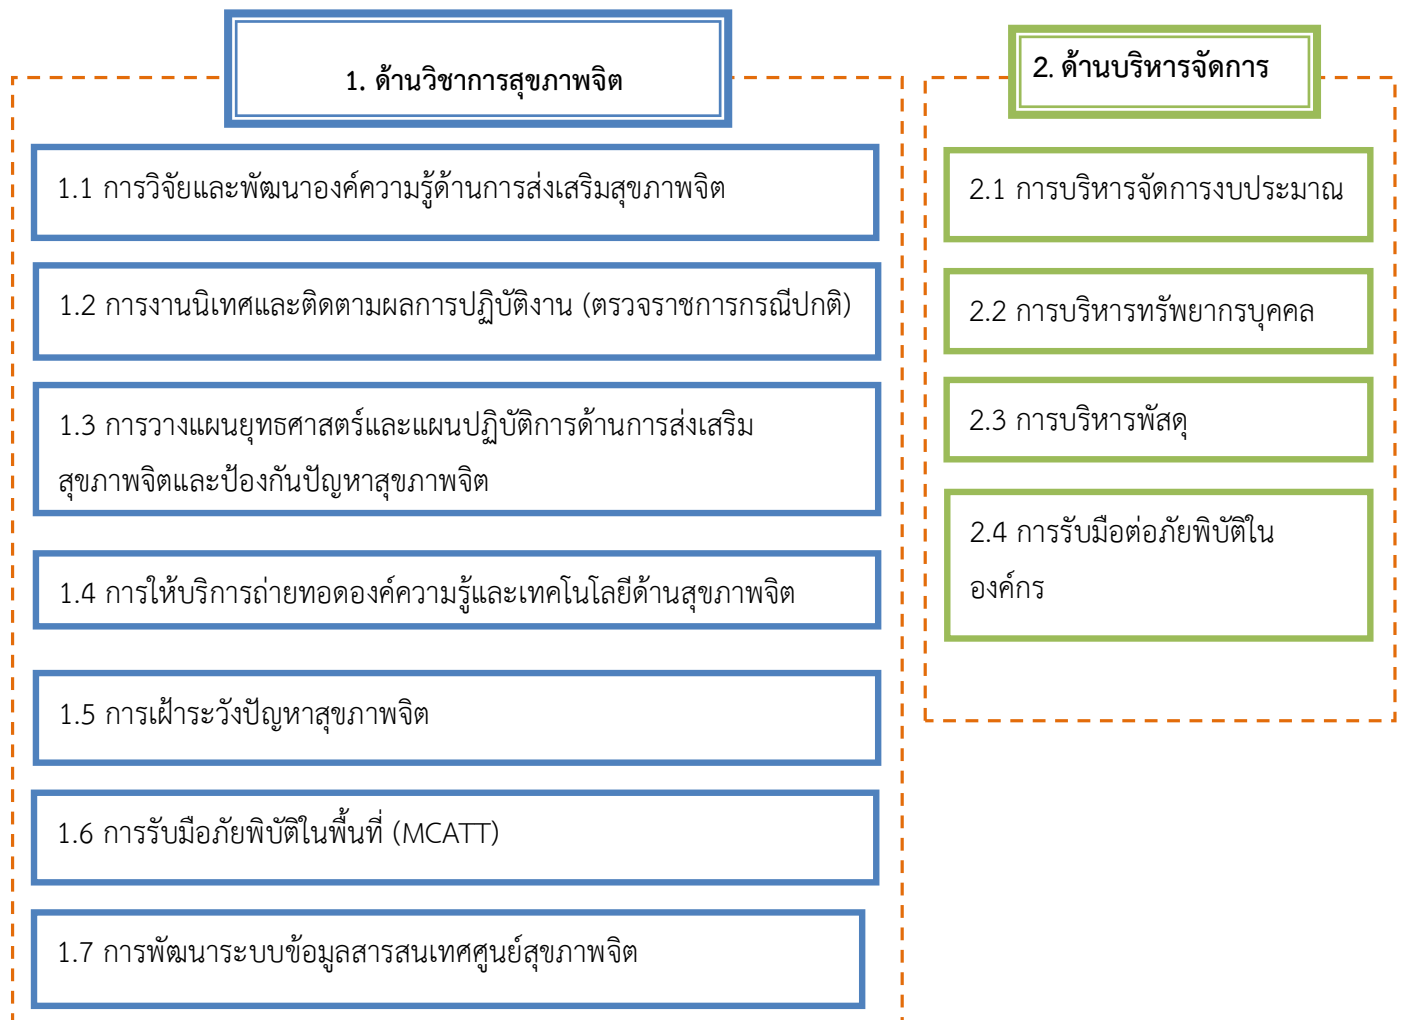 1. ด้านวิชาการสุขภาพจิต
1.1 การวิจัยและพัฒนาองค์ความรู้ด้านการส่งเสริมสุขภาพจิต
1.2 การงานนิเทศและติดตามผลการปฏิบัติงาน (ตรวจราชการกรณีปกติ)
1.3 การวางแผนยุทธศาสตร์และแผนปฏิบัติการด้านการส่งเสริม
สุขภาพจิตและป้องกันปัญหาสุขภาพจิต
1.4 การให้บริการถ่ายทอดองค์ความรู้และเทคโนโลยีด้านสุขภาพจิต
1.5 การเฝ้าระวังปัญหาสุขภาพจิต
1.6 การรับมือภัยพิบัติในพื้นที่ (MCATT)
1.7 การพัฒนาระบบข้อมูลสารสนเทศศูนย์สุขภาพจิต
2. ด้านบริหารจัดการ
2.1 การบริหารจัดการงบประมาณ
2.2 การบริหารทรัพยากรบุคคล
2.3 การบริหารพัสดุ
2.4 การรับมือต่อภัยพิบัติใน
องค์กร